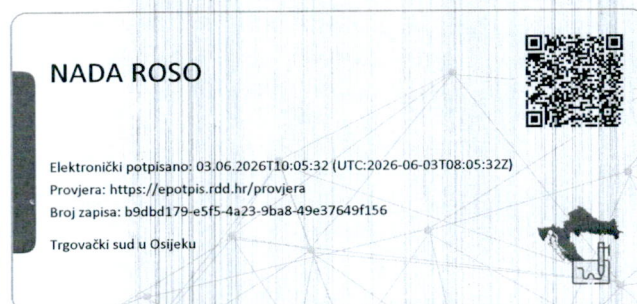 NADA ROSO
Elektronički potpisano: 03.06.2026T10:05:32 (UTC:2026-06-03T08:05:32Z)
Provjera: https://epotpis.rdd.hr/provjera
Broj zapisa: b9dbd179-e5f5-4a23-9ba8-49e37649f156
Trgovački sud u Osijeku